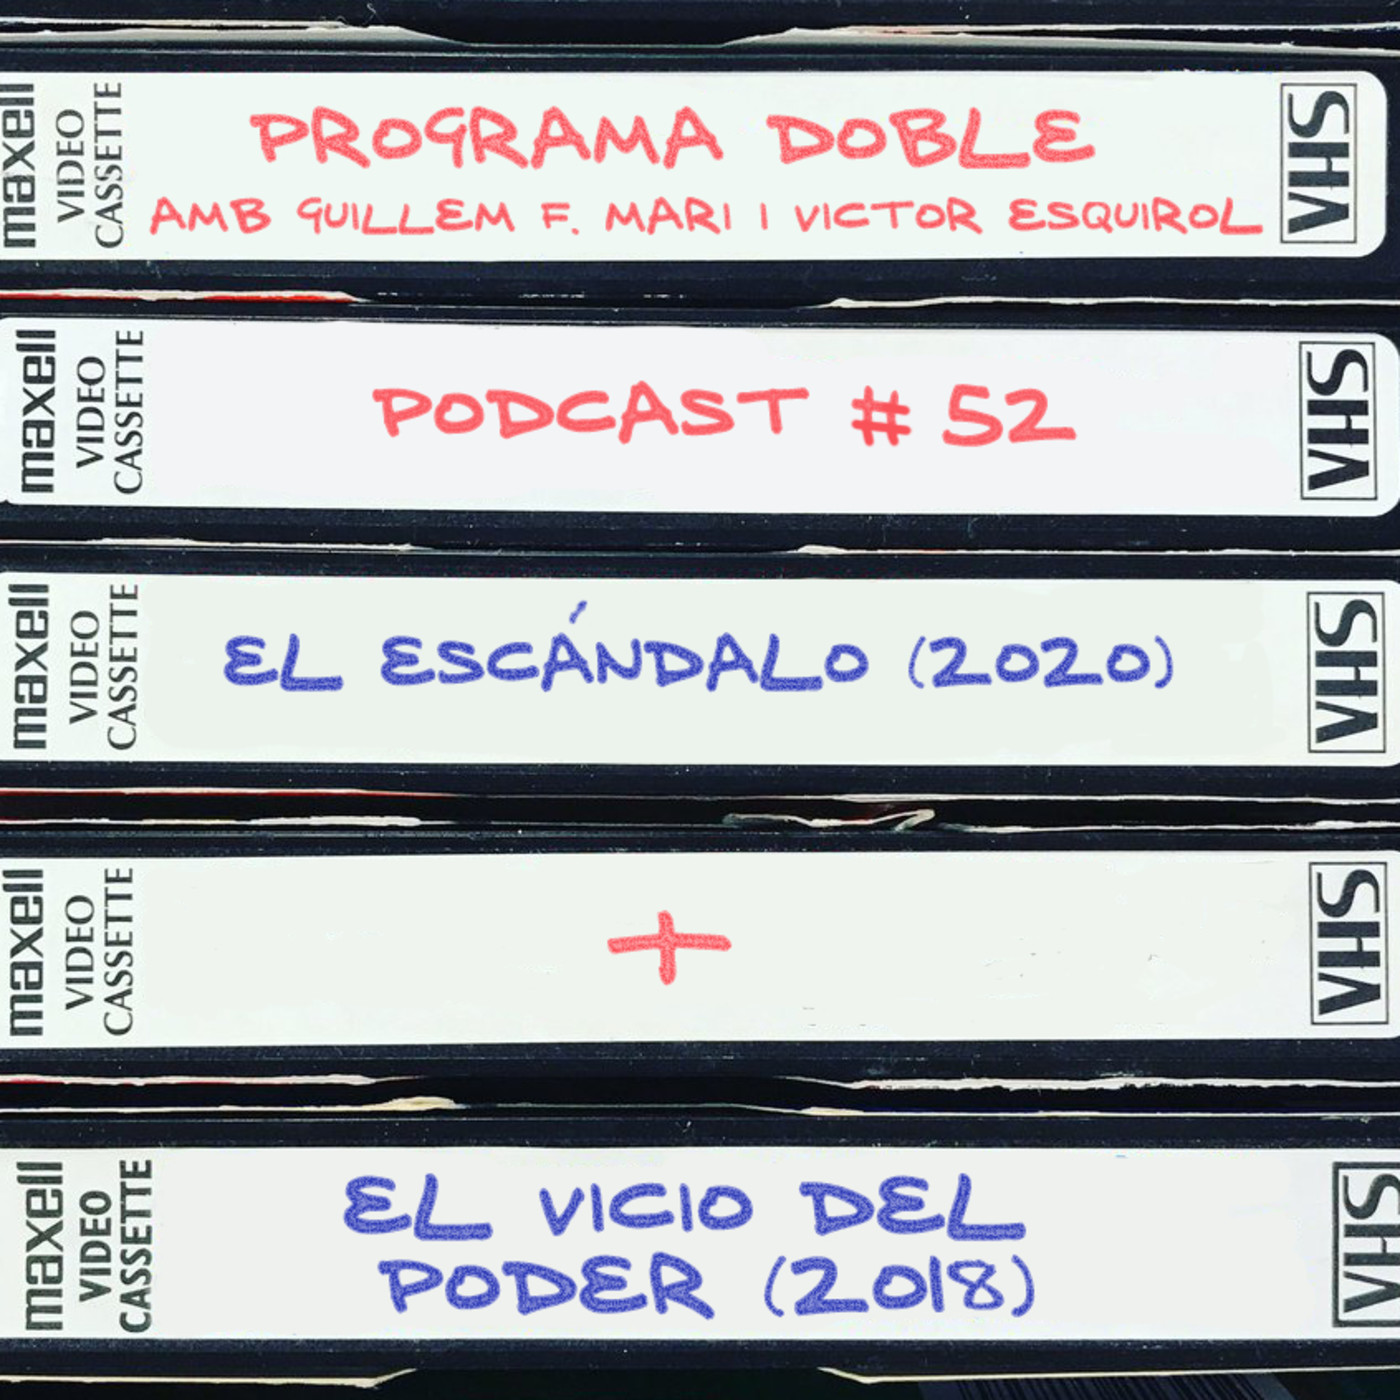 maxell
VIDEO
CASSETTE
PROGRAMA DOBLE
AMB GUILLEM F. MARI I VICTOR ESQUIROL
VHS
maxell
VIDEO
CASSETTE
PODCAST # 52
VHS
maxell
VIDEO
CASSETTE
EL ESCÁNDALO (2020)
VHS
maxell
VIDEO
CASSETTE
+
VHS
maxell
VIDEO
CASSETTE
EL VICIO DEL
PODER (2018)
VHS